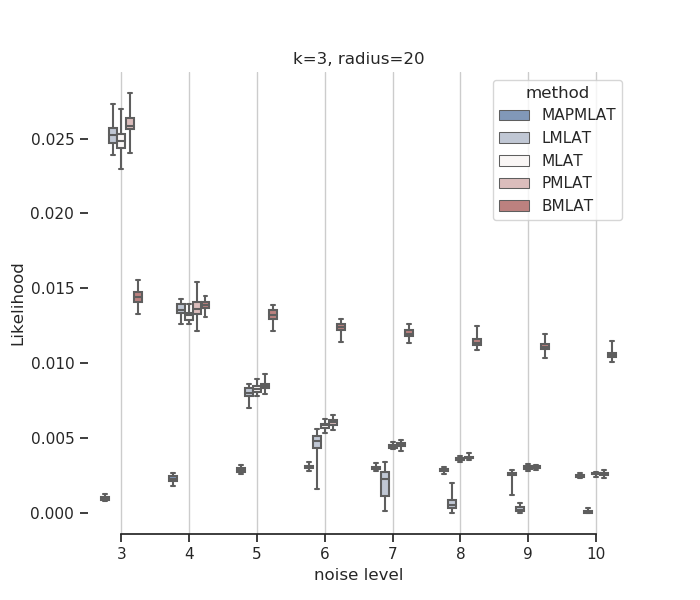 k=3, radius=20
method
MAPMLAT
LMLAT
MLAT
PMLAT
BMLAT
Likelihood
0.025
0.020
0.015
0.010
0.005
0.000
3 4 5 6 7 8 9 10
noise level